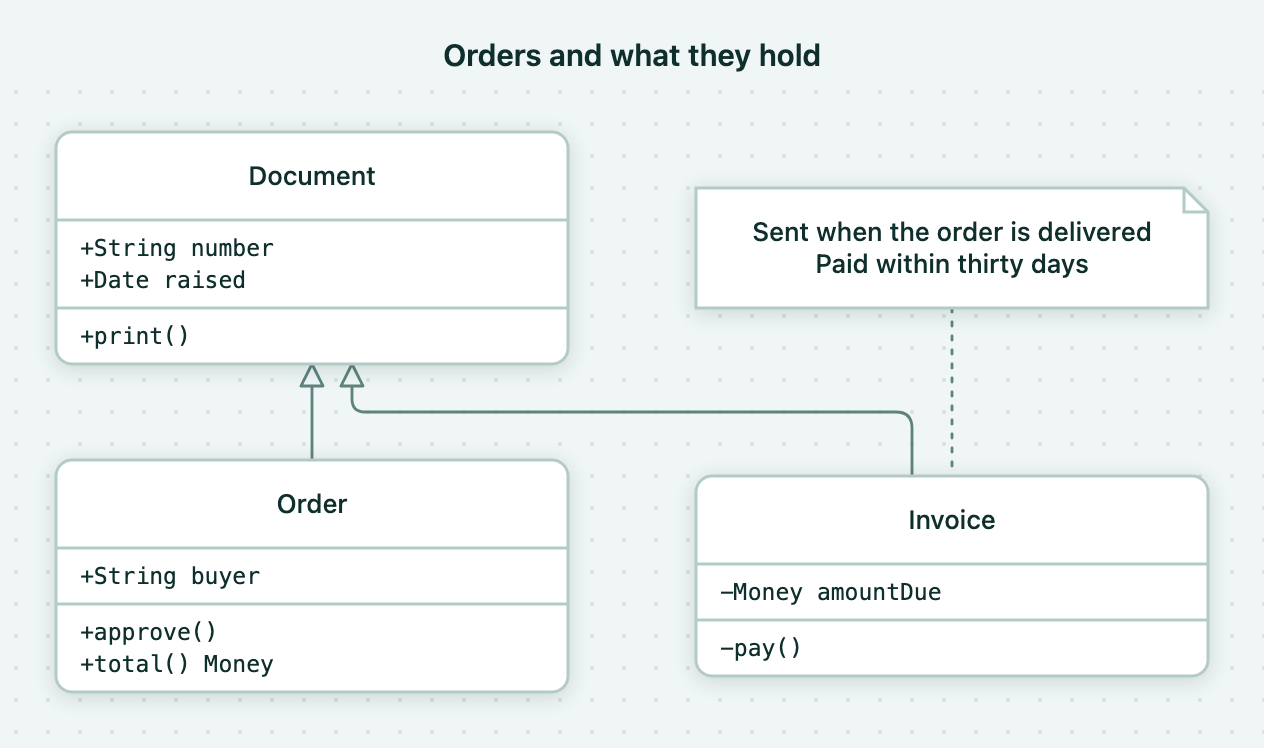 Orders and what they hold
Document
+String number
+Date raised
+print()
Sent when the order is delivered
Paid within thirty days
Order
+String buyer
+approve()
+total() Money
Invoice
−Money amountDue
−pay()